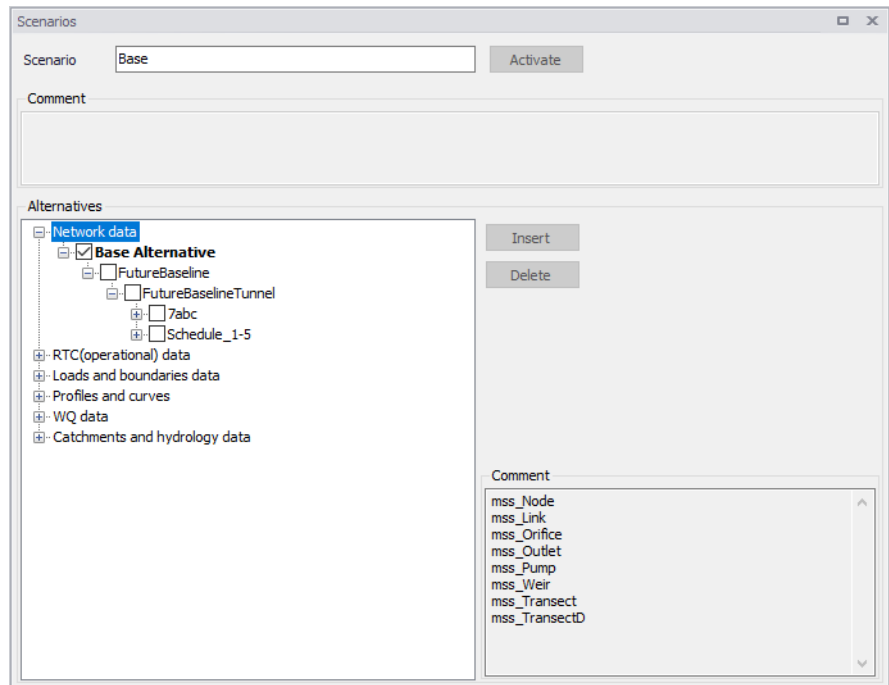 Scenarios
Scenario Base Activate
Comment
Alternatives
Network data
Base Alternative
FutureBaseline
FutureBaselineTunnel
7abc
Schedule_1-5
RTC(operational) data
Loads and boundaries data
Profiles and curves
WQ data
Catchments and hydrology data
Insert
Delete
Comment
mss_Node
mss_Link
mss_Orifice
mss_Outlet
mss_Pump
mss_Weir
mss_Transect
mss_TransectD